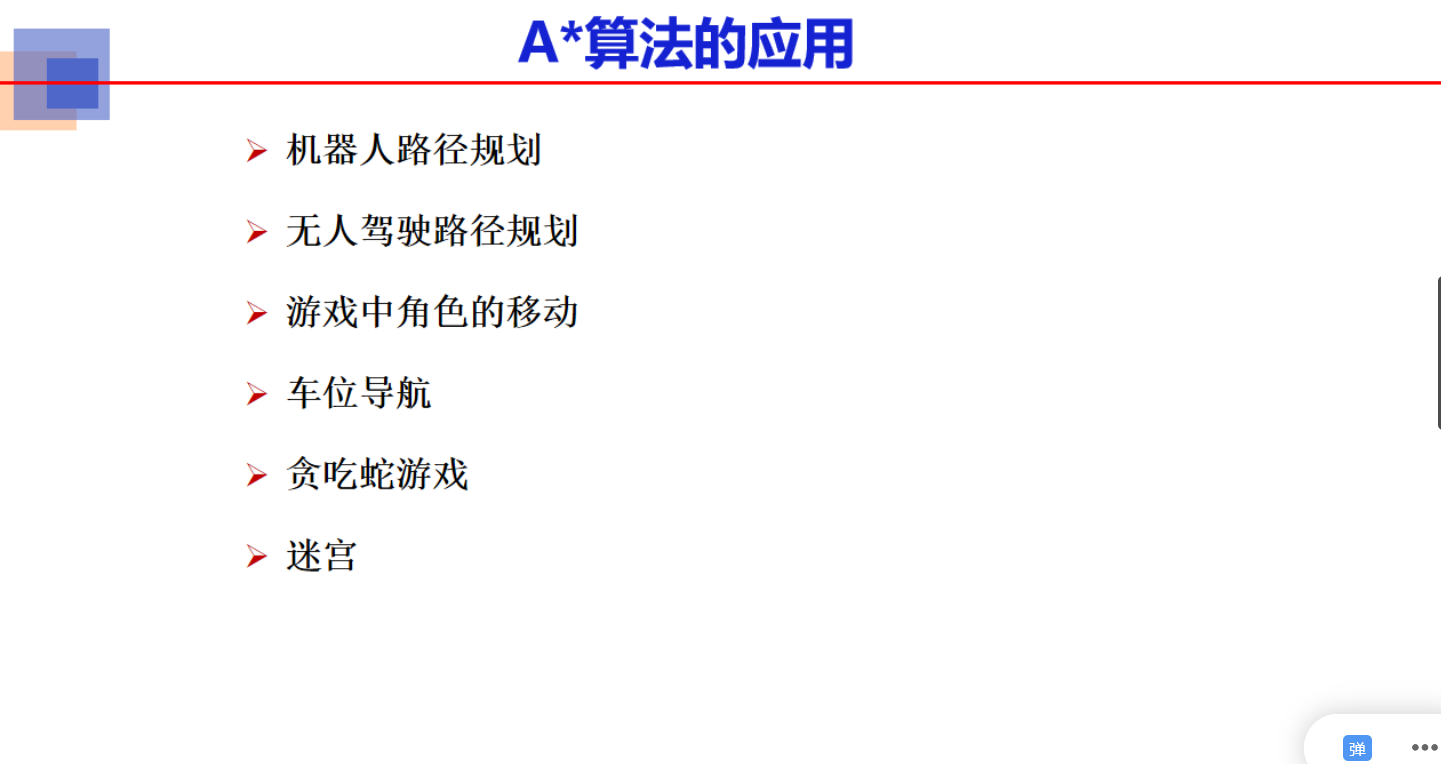 A*算法的应用
机器人路径规划
无人驾驶路径规划
游戏中角色的移动
车位导航
贪吃蛇游戏
迷宫
弹